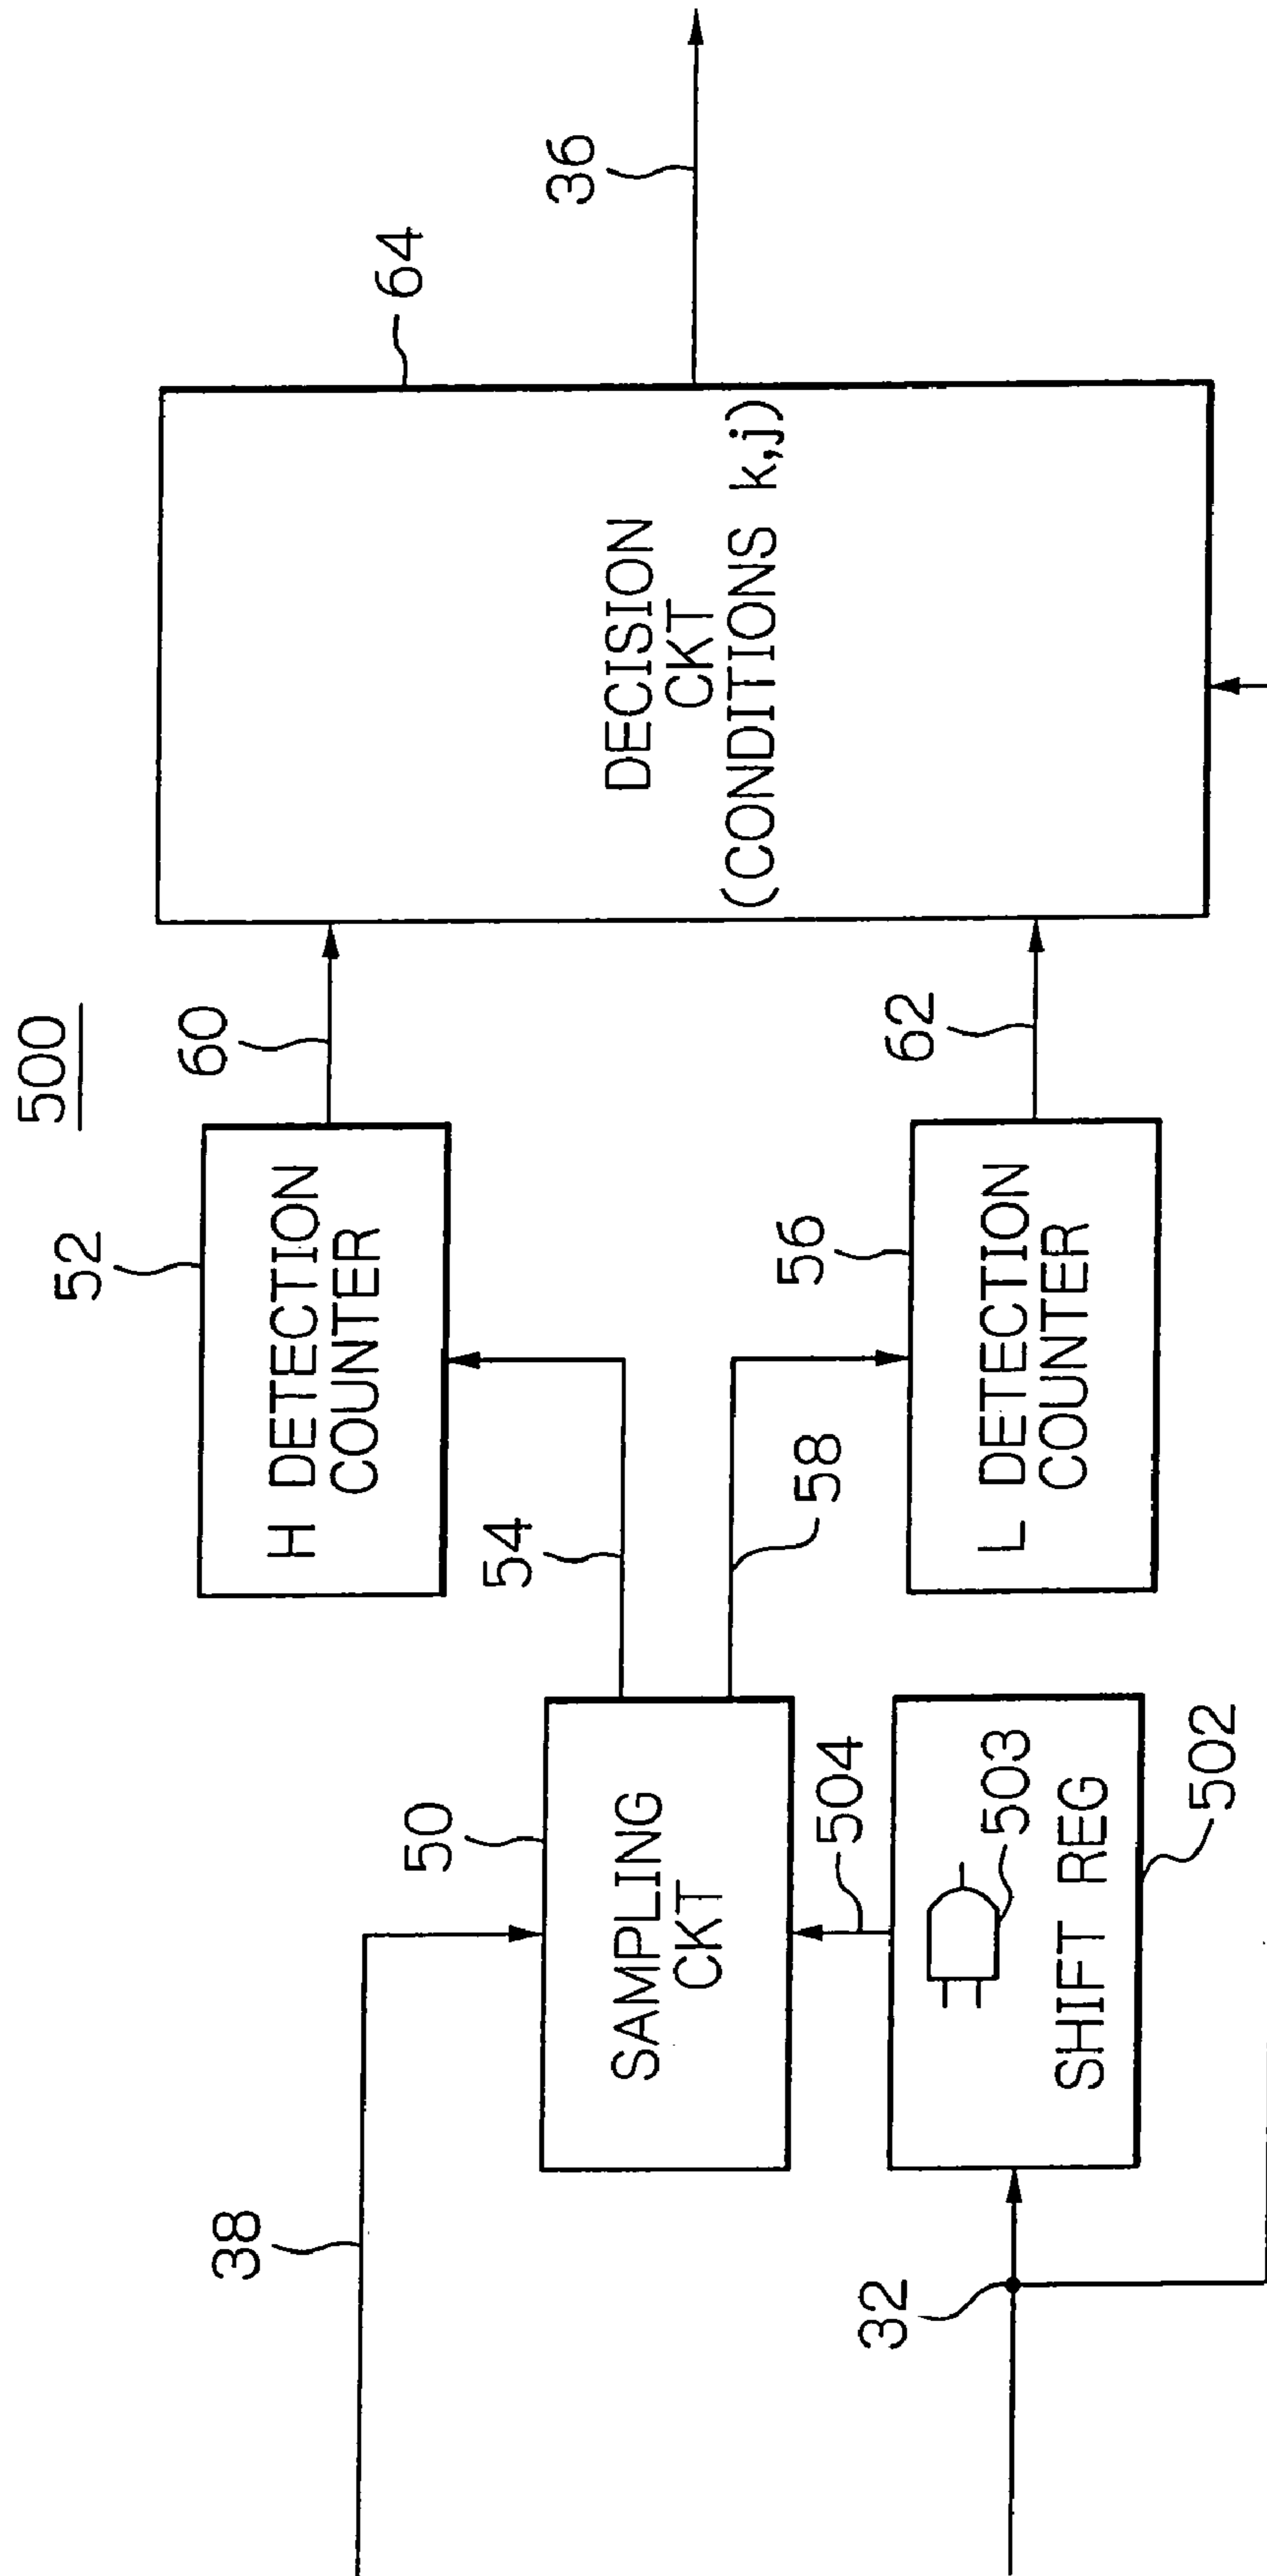 500
38
32
50
SAMPLING
CKT
504
503
SHIFT REG
502
54
58
52
H DETECTION
COUNTER
56
L DETECTION
COUNTER
60
62
64
DECISION
CKT
(CONDITIONS k,j)
36